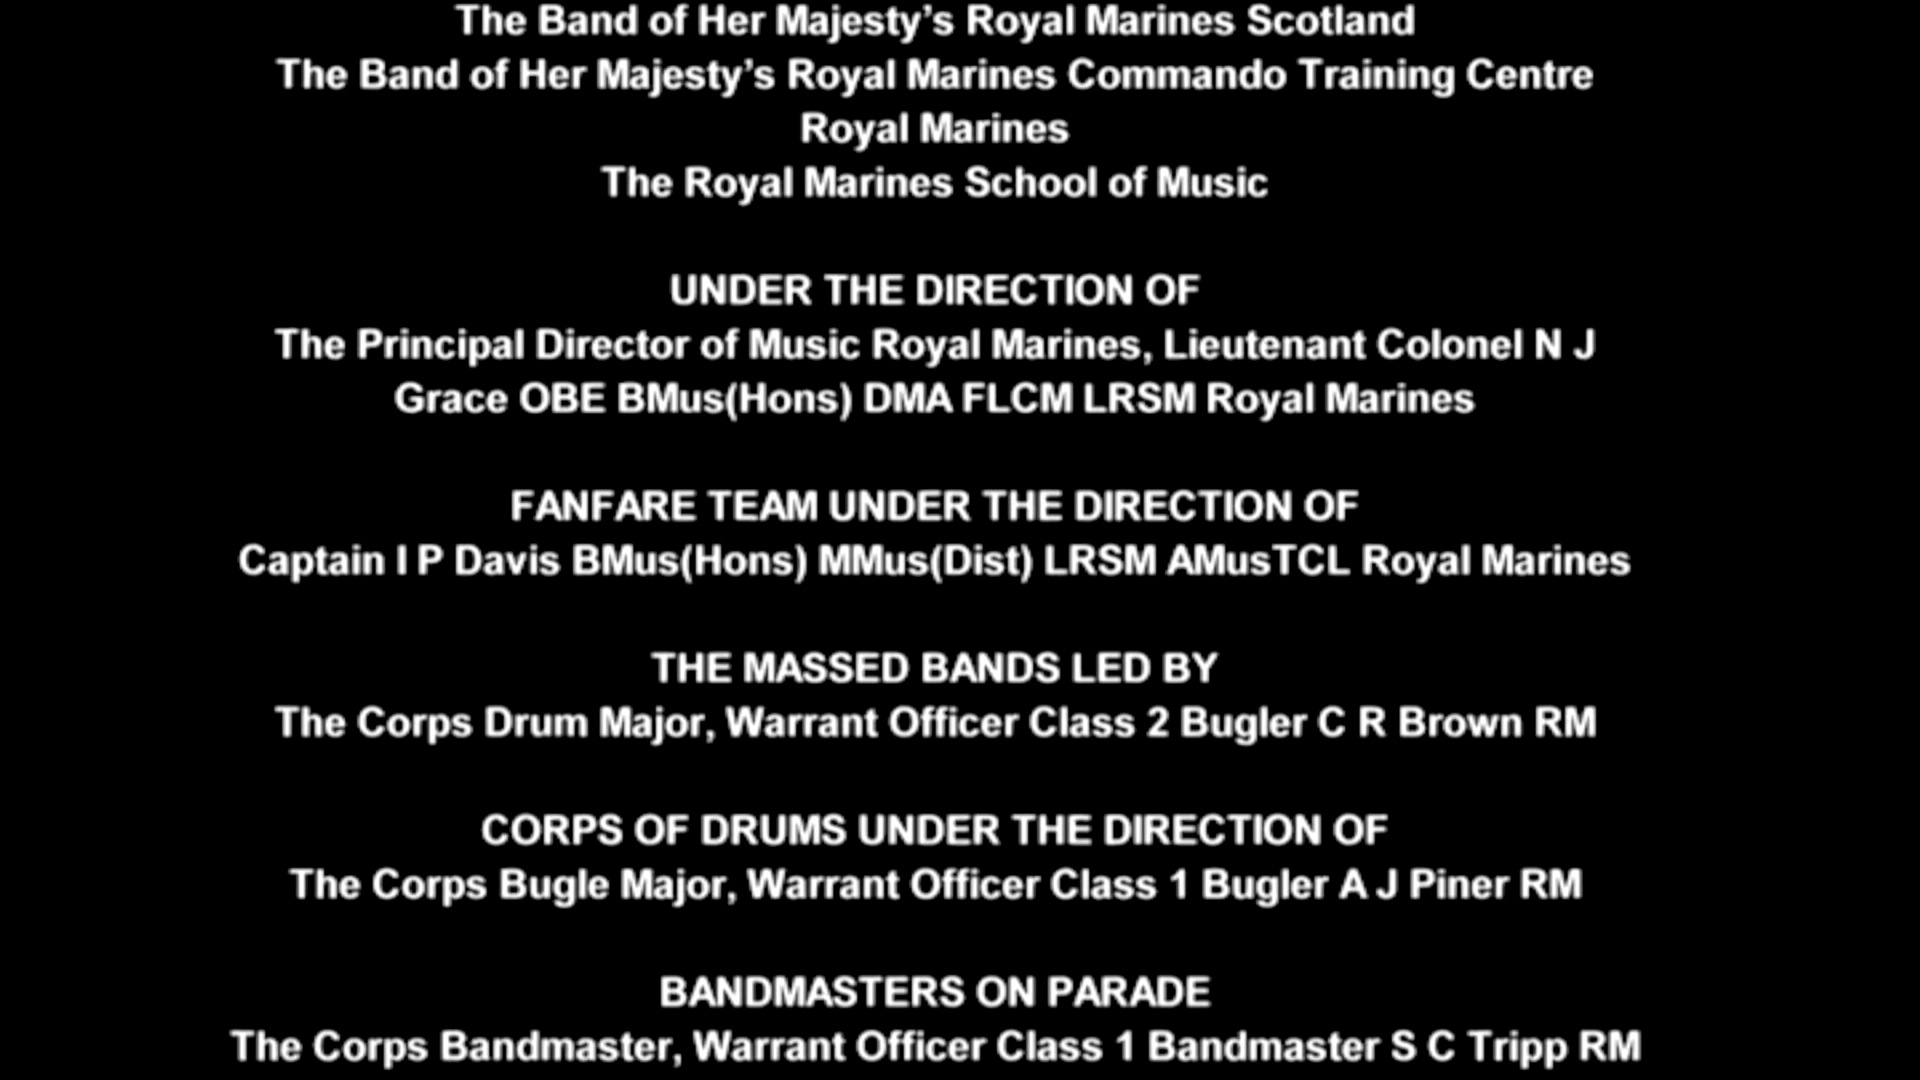 The Band of Her Majesty’s Royal Marines Scotland
The Band of Her Majesty’s Royal Marines Commando Training Centre
Royal Marines
The Royal Marines School of Music
UNDER THE DIRECTION OF
The Principal Director of Music Royal Marines, Lieutenant Colonel N J
Grace OBE BMus(Hons) DMA FLCM LRSM Royal Marines
FANFARE TEAM UNDER THE DIRECTION OF
Captain I P Davis BMus(Hons) MMus(Dist) LRSM AMusTCL Royal Marines
THE MASSED BANDS LED BY
The Corps Drum Major, Warrant Officer Class 2 Bugler C R Brown RM
CORPS OF DRUMS UNDER THE DIRECTION OF
The Corps Bugle Major, Warrant Officer Class 1 Bugler A J Piner RM
BANDMASTERS ON PARADE
The Corps Bandmaster, Warrant Officer Class 1 Bandmaster S C Tripp RM